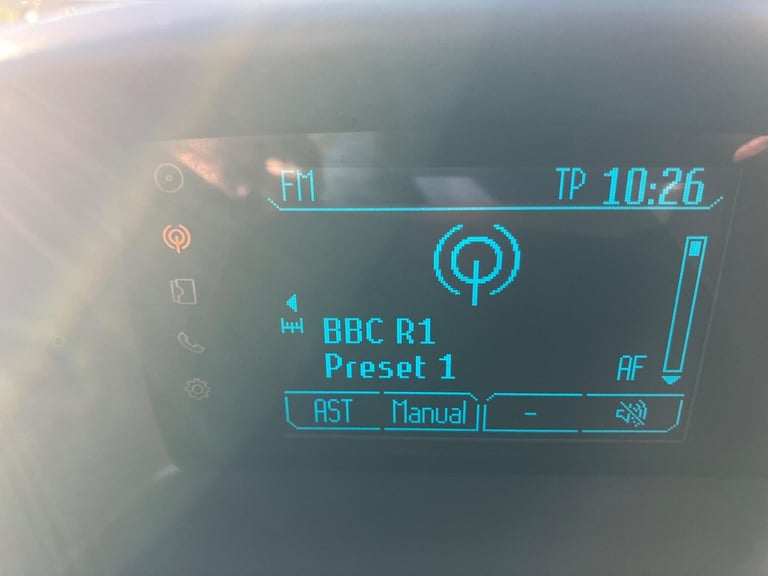 FM TP 10:26
BBC R1
Preset 1
AF
AST Manual -